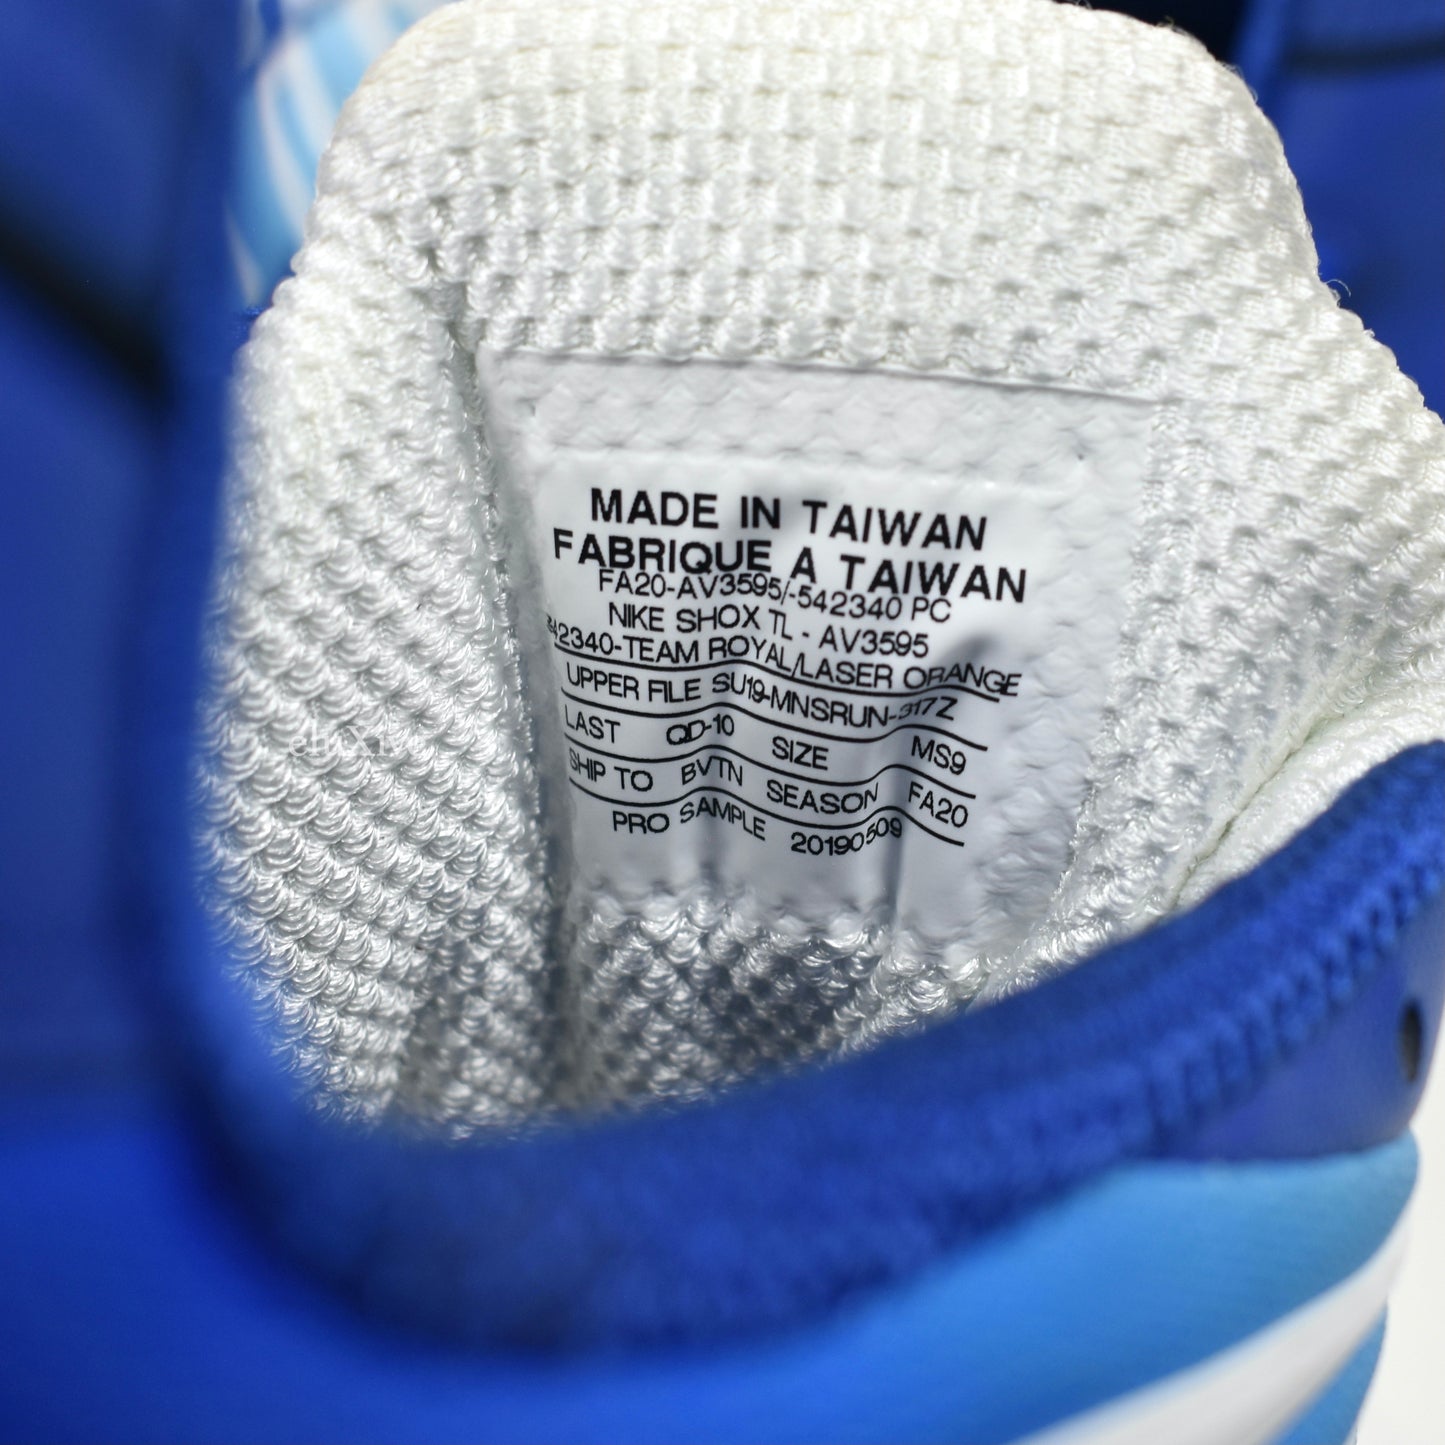 MADE IN TAIWAN
FABRIQUE A TAIWAN
FA20-AV3595/-542340 PC
NIKE SHOX TL - AV3595
542340-TEAM ROYAL/LASER ORANGE
UPPER FILE SU19-MNSRUN-317Z
LAST QD-10 SIZE MS9
SHIP TO BVTN SEASON FA20
PRO SAMPLE 20190509
eluXive